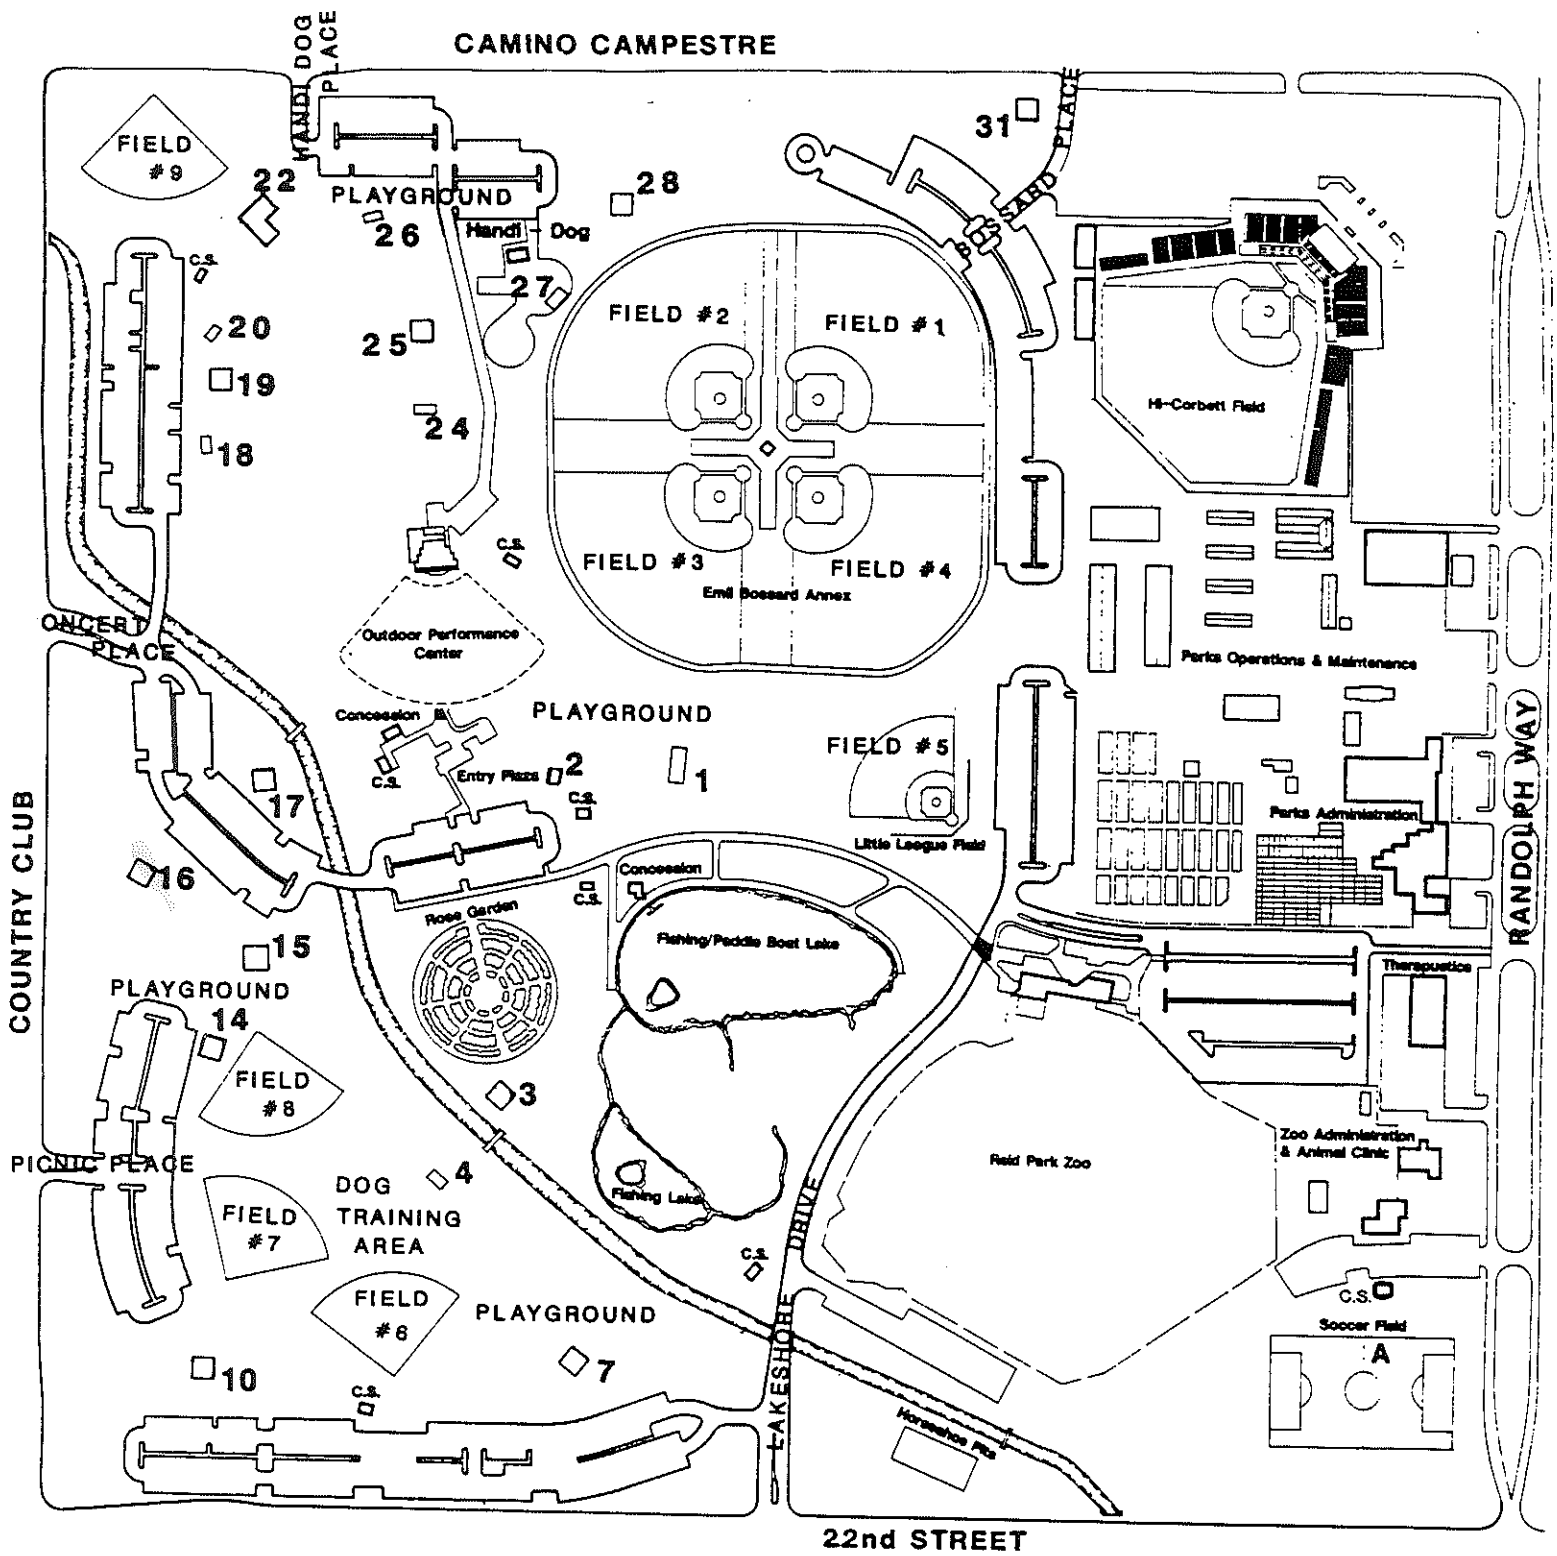 CAMINO CAMPESTRE
HANDI DOG
PLACE
BOSSARD PLACE
31
FIELD
#9
22
PLAYGROUND
26
28
Handi - Dog
C.S.
27
20
25
FIELD #2
FIELD #1
19
24
18
Hi-Corbett Field
C.S.
FIELD #3
FIELD #4
Emil Bossard Annex
ONCERT
PLACE
Outdoor Performance
Center
Parks Operations & Maintenance
Concession
PLAYGROUND
FIELD #5
C.S.
Entry Plaza
2
1
17
C.S.
Parks Administration
Little League Field
COUNTRY CLUB
RANDOLPH WAY
16
Concession
C.S.
Rose Garden
15
Fishing/Paddle Boat Lake
Therapuetics
PLAYGROUND
14
FIELD
#8
3
Zoo Administration
& Animal Clinic
PICNIC PLACE
4
Reid Park Zoo
Fishing Lake
DOG
TRAINING
AREA
FIELD
#7
C.S.
LAKESHORE DRIVE
FIELD
#6
PLAYGROUND
C.S.
Soccer Field
A
10
7
C.S.
Horseshoe Pits
22nd STREET